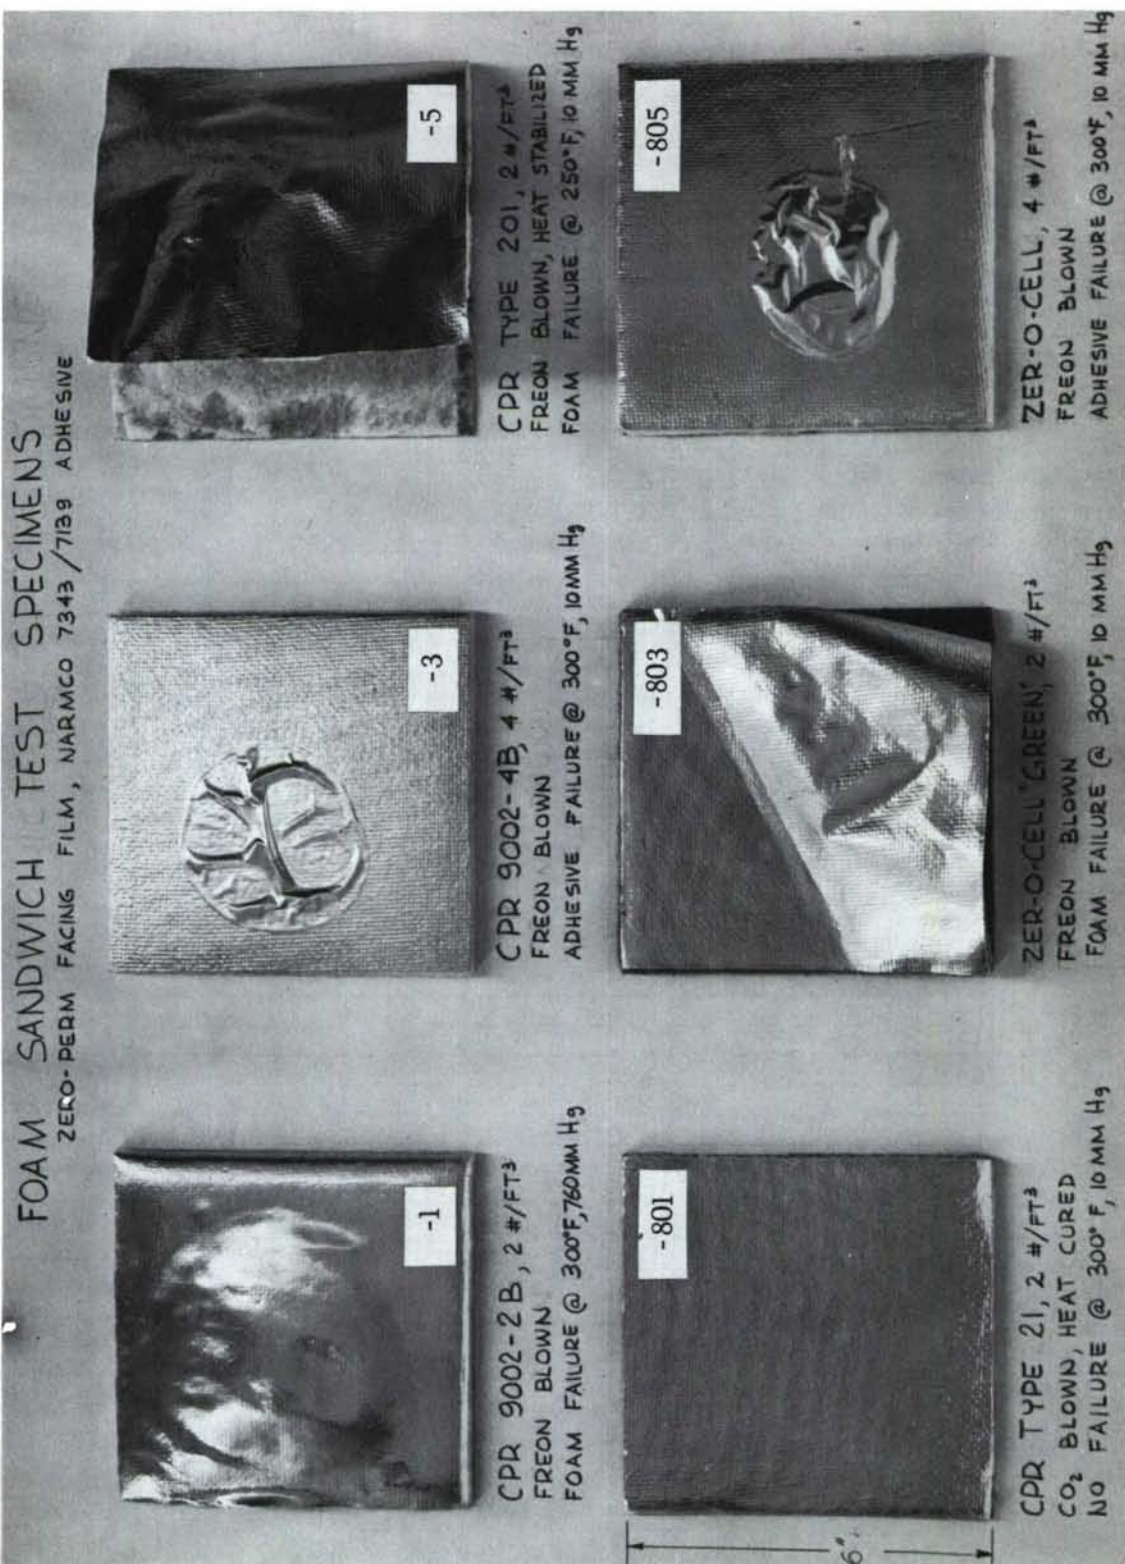 FOAM SANDWICH TEST SPECIMENS
ZERO-PERM FACING FILM, NARMCO 7343/7139 ADHESIVE
-1
CPR 9002-2B, 2 #/FT³
FREON BLOWN
FOAM FAILURE @ 300°F, 760MM Hg
-3
CPR 9002-4B, 4 #/FT³
FREON BLOWN
ADHESIVE FAILURE @ 300°F, 10MM Hg
-5
CPR TYPE 201, 2 #/FT³
FREON BLOWN, HEAT STABILIZED
FOAM FAILURE @ 250°F, 10 MM Hg
6"
-801
CPR TYPE 21, 2 #/FT³
CO₂ BLOWN, HEAT CURED
NO FAILURE @ 300°F, 10 MM Hg
-803
ZER-O-CELL "GREEN", 2 #/FT³
FREON BLOWN
FOAM FAILURE @ 300°F, 10 MM Hg
-805
ZER-O-CELL, 4 #/FT³
FREON BLOWN
ADHESIVE FAILURE @ 300°F, 10 MM Hg